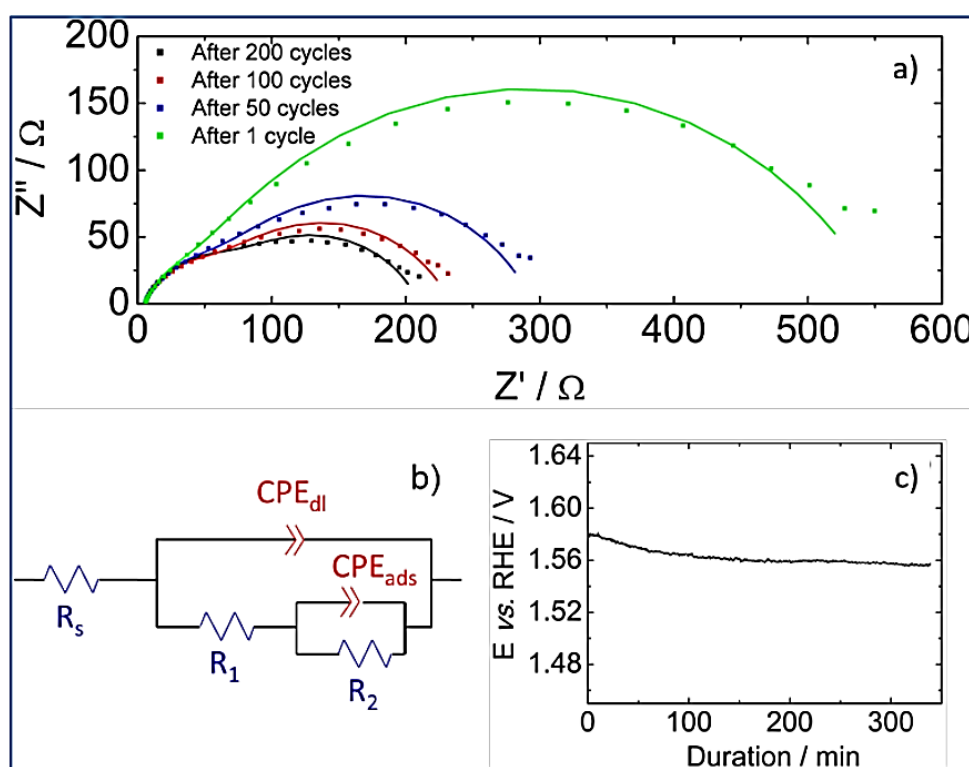 200
150
100
50
0
Z" / Ω
After 200 cycles
After 100 cycles
After 50 cycles
After 1 cycle
a)
0 100 200 300 400 500 600
Z' / Ω
b)
CPEdl
CPEads
Rs
R1
R2
c)
1.64
1.60
1.56
1.52
1.48
E vs. RHE / V
0 100 200 300
Duration / min